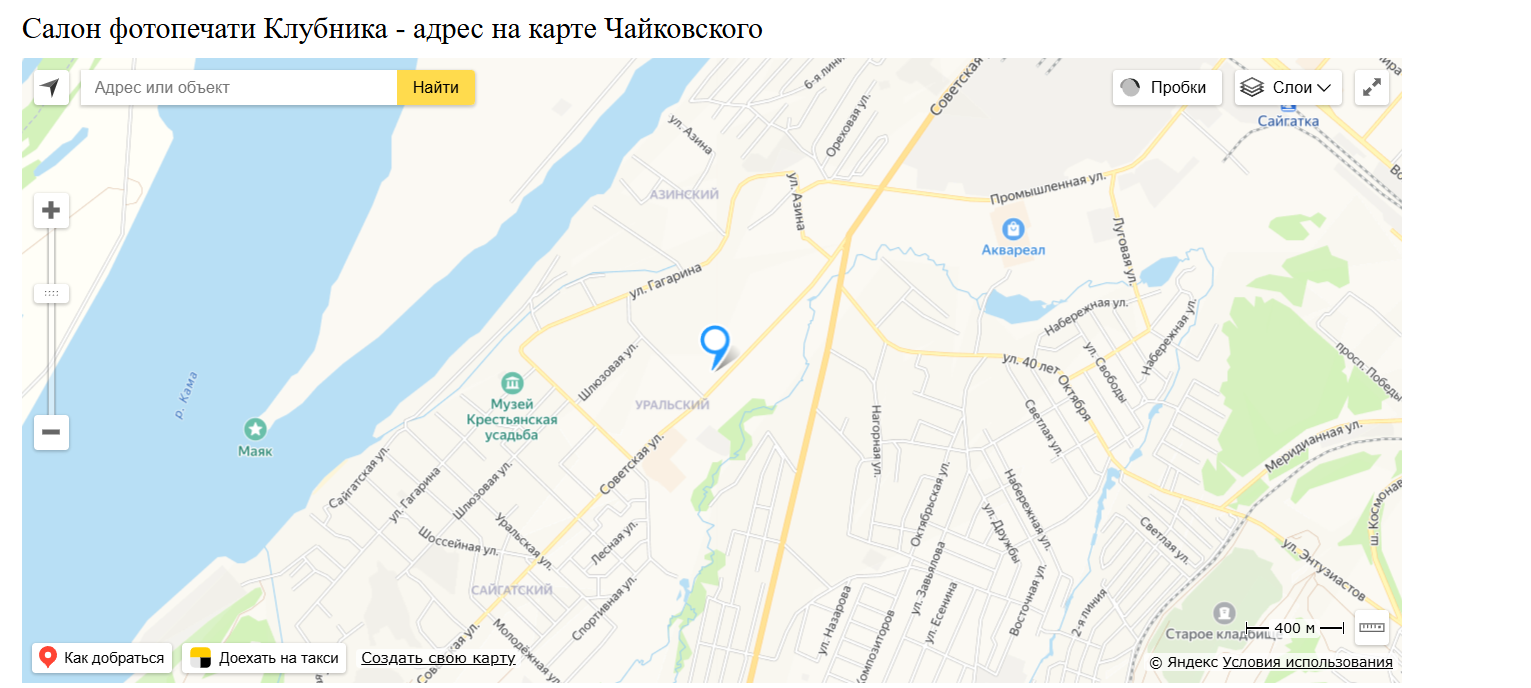 Салон фотопечати Клубника - адрес на карте Чайковского
Адрес или объект
Найти
Пробки
Слои
6-я лини
Советская
Сайгатка
ул. Азина
Ореховая ул.
АЗИНСКИЙ
ул. Азина
Промышленная ул.
Аквареал
Луговая ул.
ул. Гагарина
Набережная ул.
Набережная ул.
просп. Победы
Шлюзовая ул.
ул. 40 лет Октября
ул. Свободы
р. Кама
Музей
Крестьянская
усадьба
УРАЛЬСКИЙ
Маяк
Нагорная ул.
Светлая ул.
Меридианная ул.
Советская ул.
Сайгатская ул.
ул. Гагарина
Шлюзовая ул.
Октябрьская ул.
Набережная ул.
ул. Дружбы
ш. Космонав
Уральская ул.
Шоссейная ул.
Лесная ул.
Светлая ул.
ул. Энтузиастов
САЙГАТСКИЙ
Спортивная ул.
ул. Завьялова
ул. Назарова
ул. Есенина
Восточная ул.
2-я линия
Советская ул.
Молодёжная ул.
омпозиторов
Старое кладбище
400 м
Как добраться
Доехать на такси
Создать свою карту
© Яндекс Условия использования